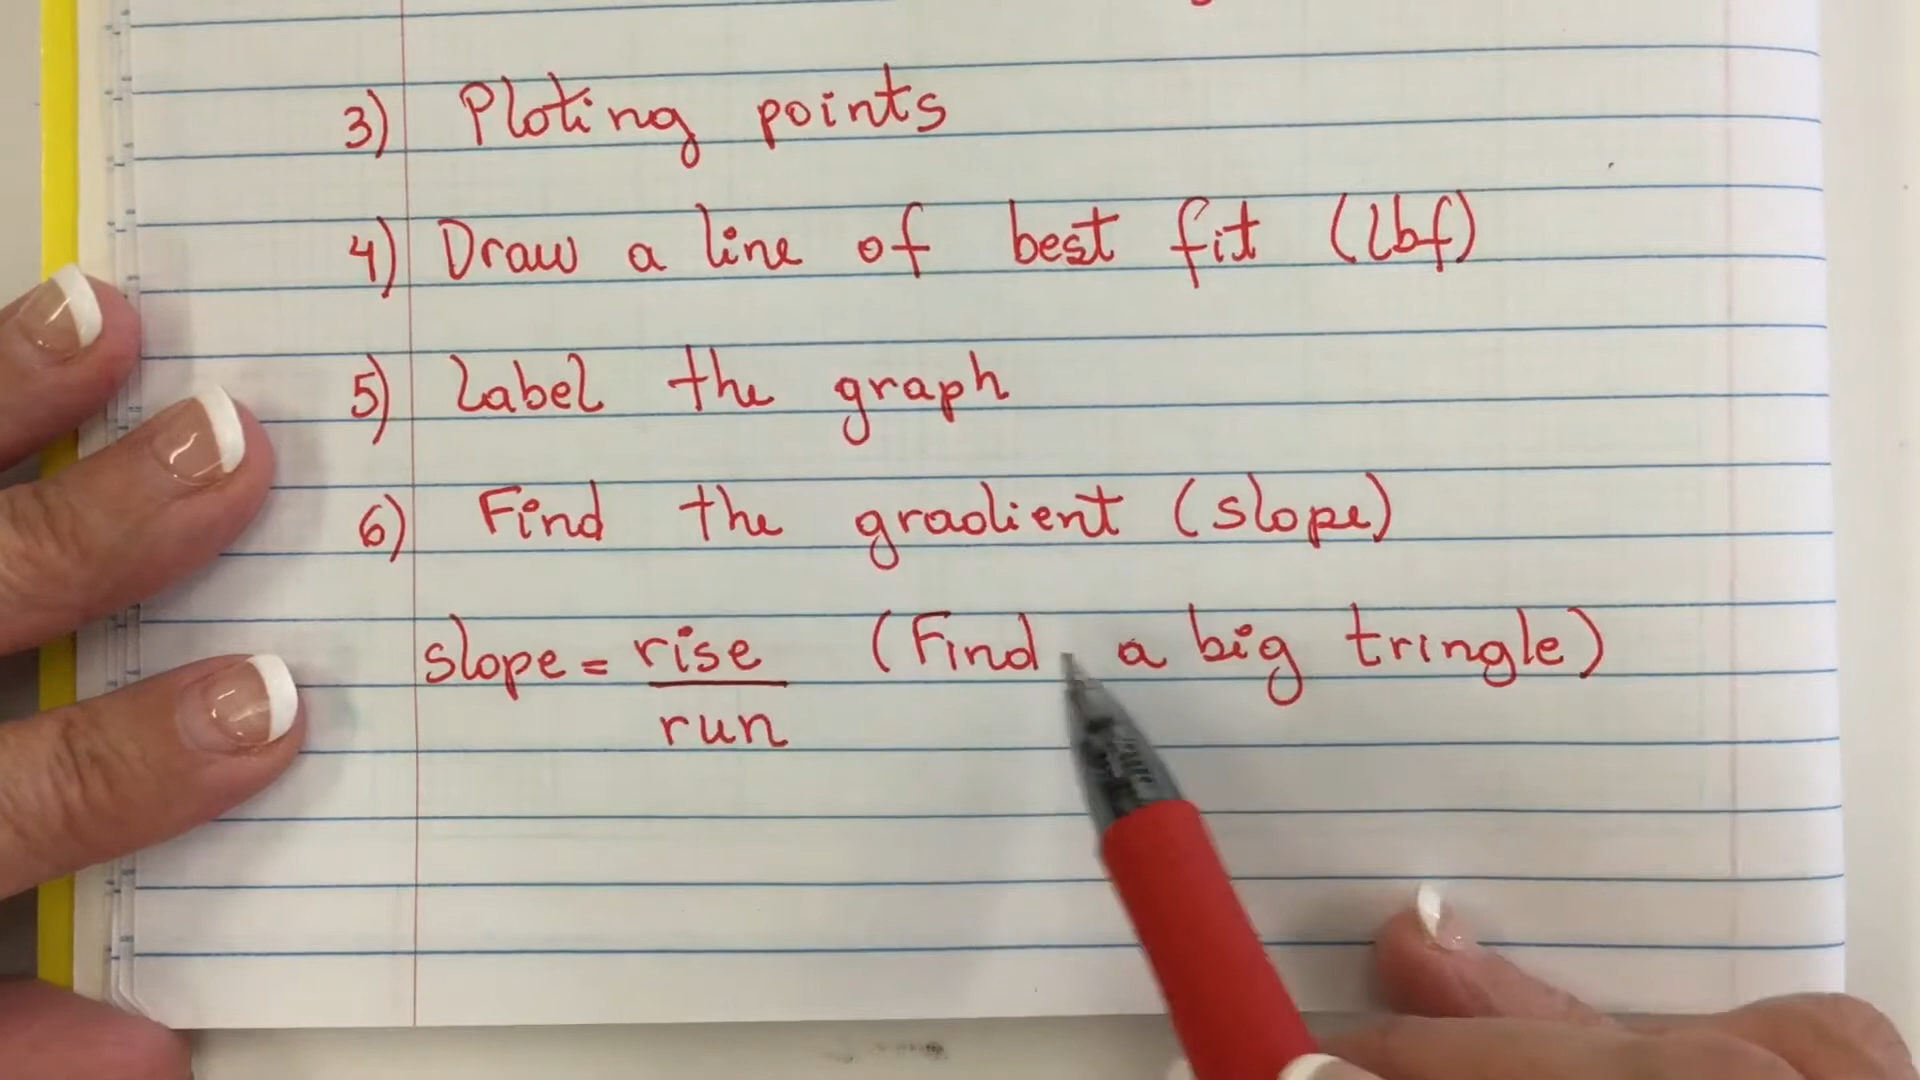 3) Ploting points
4) Draw a line of best fit (lbf)
5) Label the graph
6) Find the gradient (slope)
slope = rise (Find a big tringle)
run